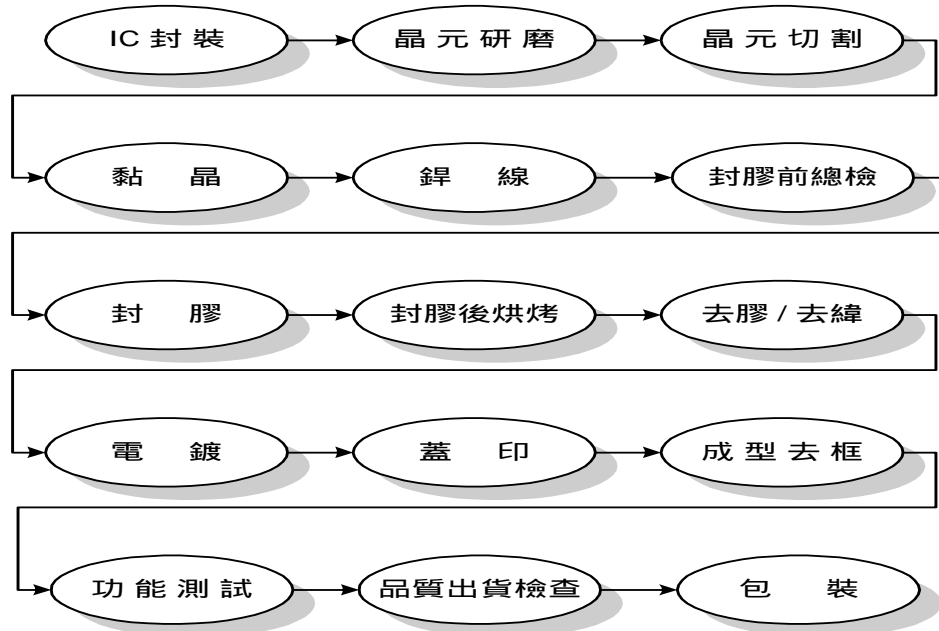 IC 封裝
晶元研磨
晶元切割
黏 晶
銲 線
封膠前總檢
封 膠
封膠後烘烤
去膠 / 去緯
電 鍍
蓋 印
成型去框
功能測試
品質出貨檢查
包 裝